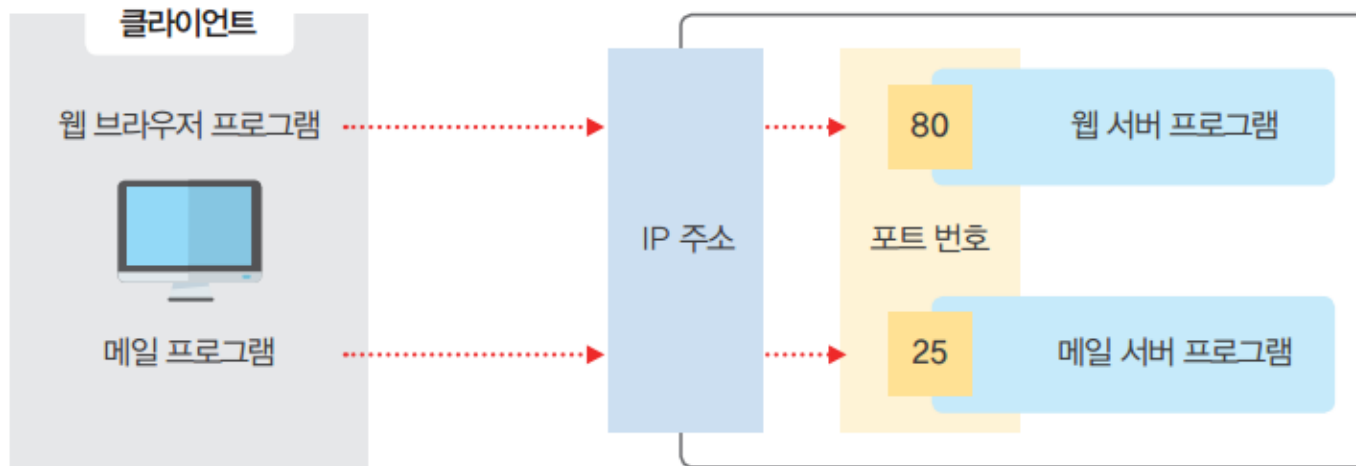 클라이언트
웹 브라우저 프로그램
80
웹 서버 프로그램
IP 주소
포트 번호
메일 프로그램
25
메일 서버 프로그램